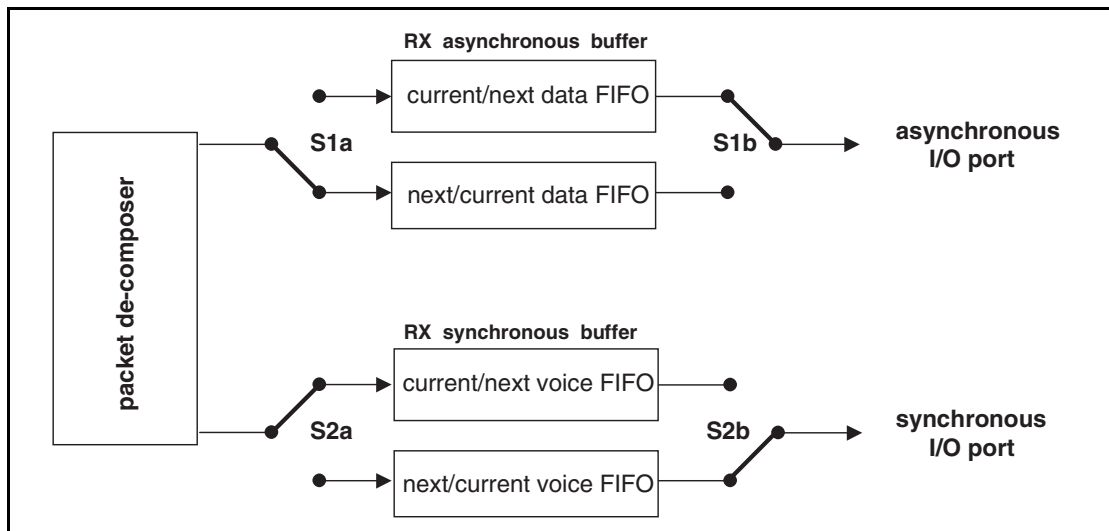 RX asynchronous buffer
current/next data FIFO
S1a
S1b
asynchronous
I/O port
next/current data FIFO
packet de-composer
RX synchronous buffer
current/next voice FIFO
S2a
S2b
synchronous
I/O port
next/current voice FIFO